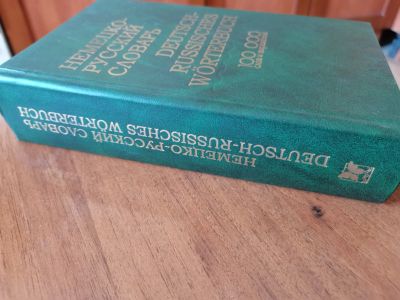 НЕМЕЦКО-
РУССКИЙ
СЛОВАРЬ
DEUTSCH-
RUSSISCHES
WÖRTERBUCH
100 000
НЕМЕЦКО-РУССКИЙ СЛОВАРЬ
DEUTSCH-RUSSISCHES WÖRTERBUCH